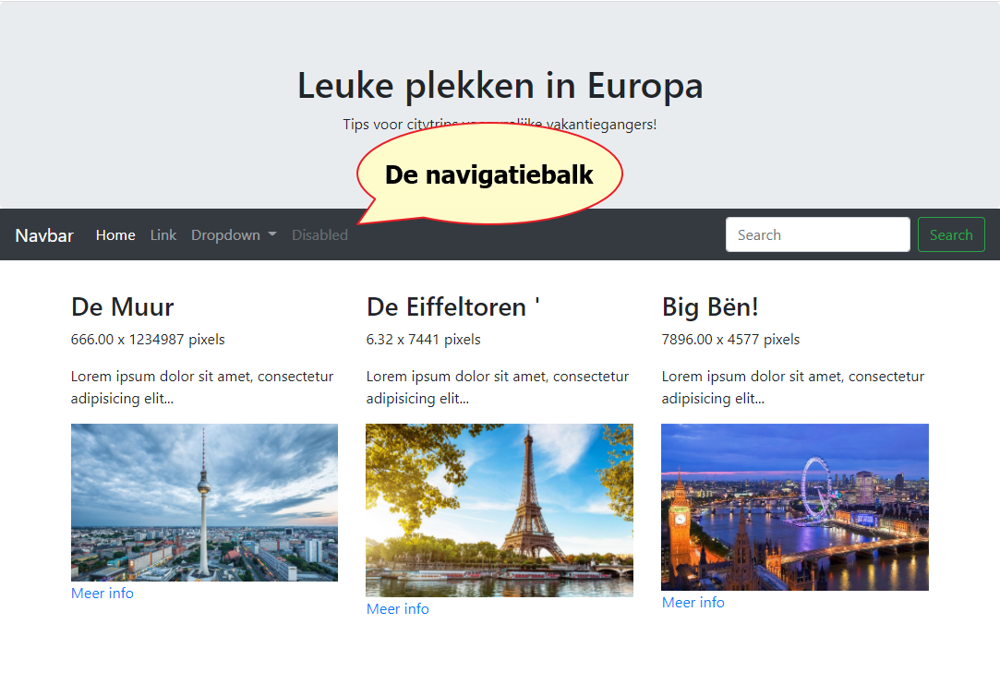 Leuke plekken in Europa
Tips voor citytrips vakantiegangers!
De navigatiebalk
Navbar Home Link Dropdown Disabled Search Search
De Muur
666.00 x 1234987 pixels
Lorem ipsum dolor sit amet, consectetur
adipisicing elit...
Meer info
De Eiffeltoren '
6.32 x 7441 pixels
Lorem ipsum dolor sit amet, consectetur
adipisicing elit...
Meer info
Big Bën!
7896.00 x 4577 pixels
Lorem ipsum dolor sit amet, consectetur
adipisicing elit...
Meer info